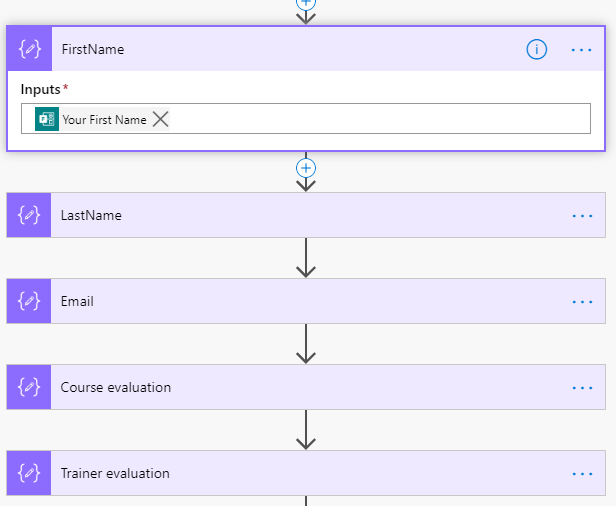 FirstName
Inputs*
Your First Name
LastName
Email
Course evaluation
Trainer evaluation